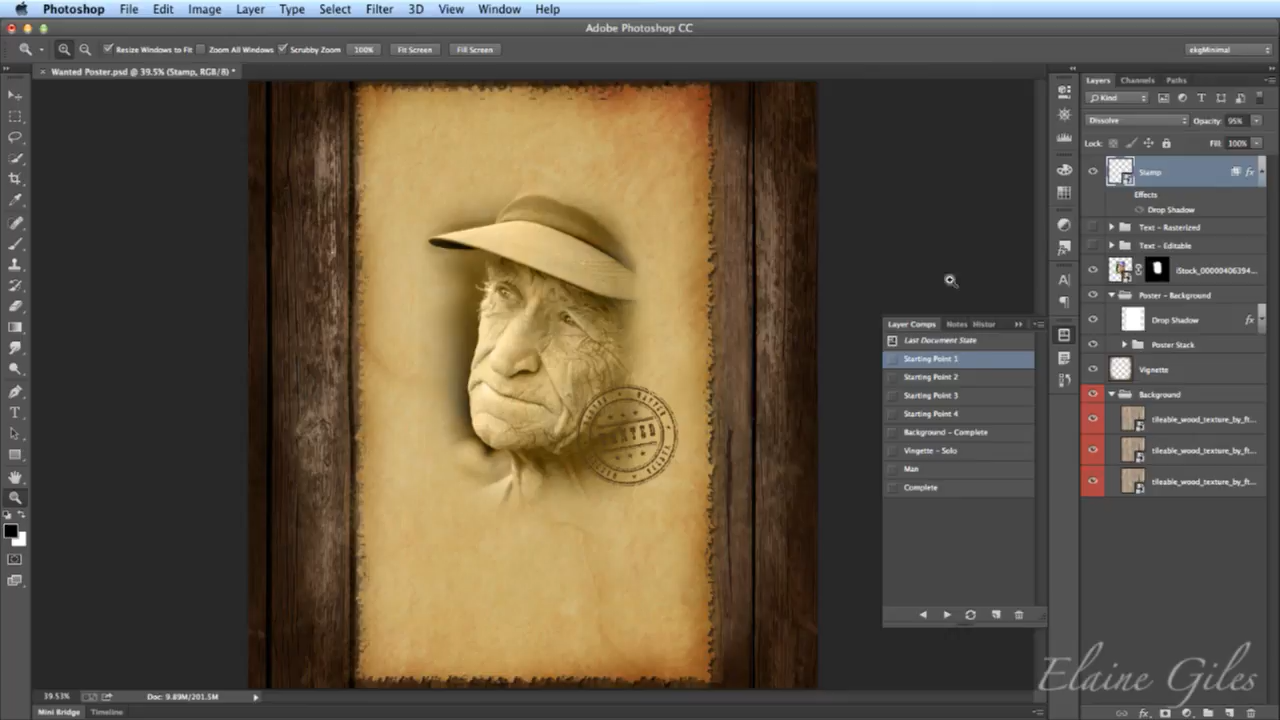 Photoshop File Edit Image Layer Type Select Filter 3D View Window Help
Adobe Photoshop CC
Resize Windows to Fit Zoom All Windows Scrubby Zoom 100% Fit Screen Fill Screen ekgMinimal
Wanted Poster.psd @ 39.5% (Stamp, RGB/8) *
Layers Channels Paths
Kind
Dissolve Opacity: 95%
Lock: Fill: 100%
Stamp fx
Effects
Drop Shadow
Text - Rasterized
Text - Editable
iStock_00000406394...
Poster - Background
Drop Shadow fx
Poster Stack
Vignette
Background
tileable_wood_texture_by_ft...
tileable_wood_texture_by_ft...
tileable_wood_texture_by_ft...
Layer Comps Notes Histor
Last Document State
Starting Point 1
Starting Point 2
Starting Point 3
Starting Point 4
Background - Complete
Vingette - Solo
Man
Complete
WANTED
39.53% Doc: 9.89M/201.5M
Mini Bridge Timeline
Elaine Giles